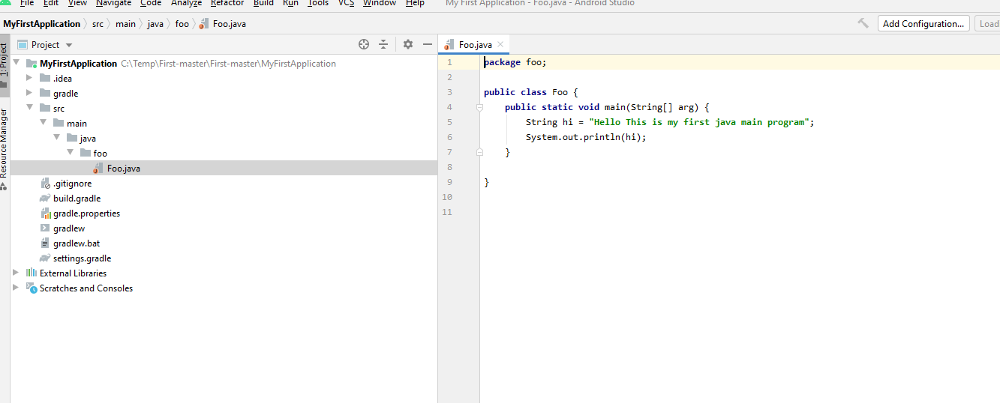 File Edit View Navigate Code Analyze Refactor Build Run Tools VCS Window Help My First Application - Foo.java - Android Studio
MyFirstApplication src main java foo Foo.java Add Configuration... Load
1: Project
Resource Manager
Project
MyFirstApplication C:\Temp\First-master\First-master\MyFirstApplication
.idea
gradle
src
main
java
foo
Foo.java
.gitignore
build.gradle
gradle.properties
gradlew
gradlew.bat
settings.gradle
External Libraries
Scratches and Consoles
Foo.java
1 package foo;
2
3 public class Foo {
4 public static void main(String[] arg) {
5 String hi = "Hello This is my first java main program";
6 System.out.println(hi);
7 }
8
9 }
10
11